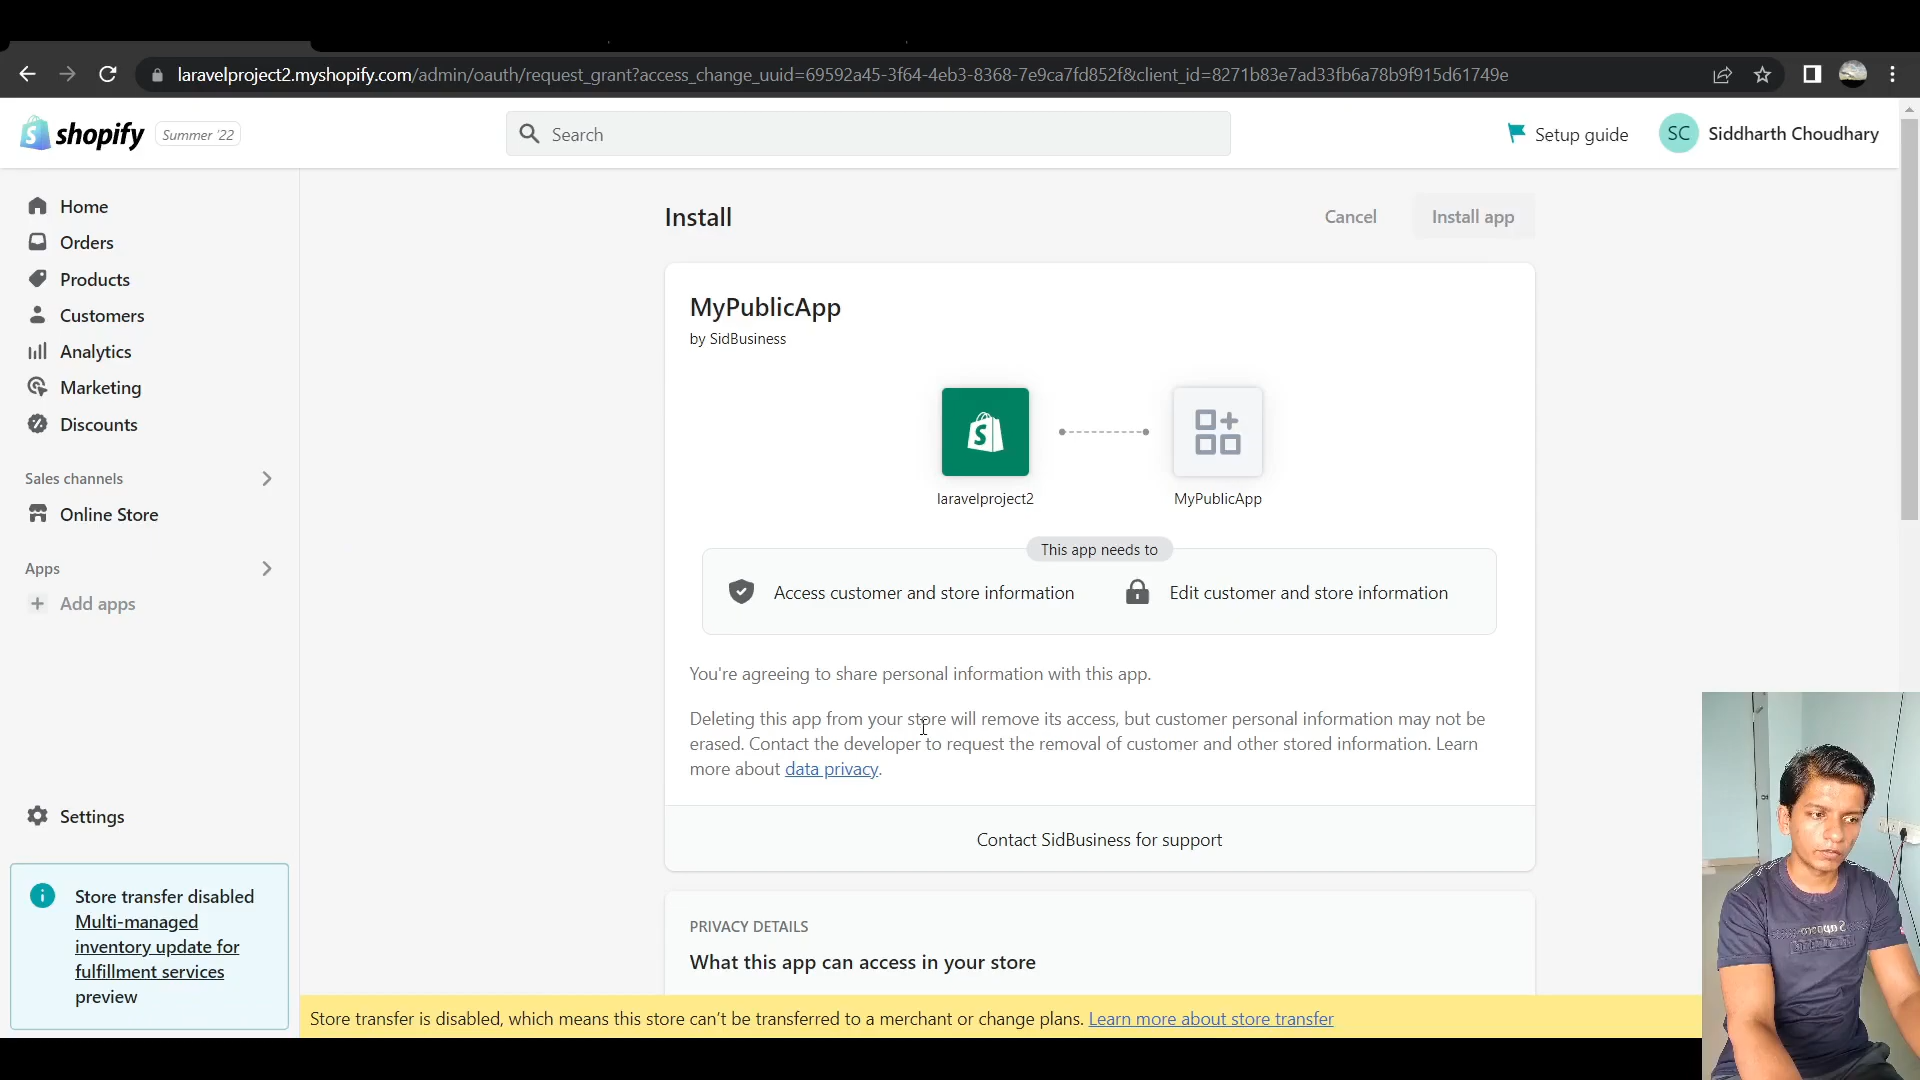 laravelproject2.myshopify.com/admin/oauth/request_grant?access_change_uuid=69592a45-3f64-4eb3-8368-7e9ca7fd852f&client_id=8271b83e7ad33fb6a78b9f915d61749e
shopify Summer '22
Search
Setup guide
SC Siddharth Choudhary
Home
Orders
Products
Customers
Analytics
Marketing
Discounts
Sales channels
Online Store
Apps
Add apps
Settings
Store transfer disabled
Multi-managed
inventory update for
fulfillment services
preview
Install
Cancel
Install app
MyPublicApp
by SidBusiness
laravelproject2
MyPublicApp
This app needs to
Access customer and store information
Edit customer and store information
You're agreeing to share personal information with this app.
Deleting this app from your store will remove its access, but customer personal information may not be
erased. Contact the developer to request the removal of customer and other stored information. Learn
more about data privacy.
Contact SidBusiness for support
PRIVACY DETAILS
What this app can access in your store
Store transfer is disabled, which means this store can't be transferred to a merchant or change plans. Learn more about store transfer